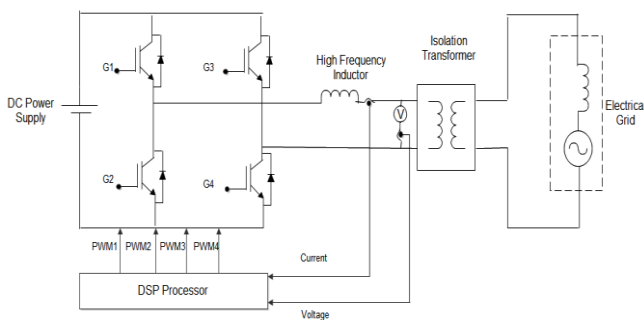 Isolation
Transformer
G1
G3
High Frequency
Inductor
DC Power
Supply
V
Electrical
Grid
G2
G4
PWM1
PWM2
PWM3
PWM4
Current
DSP Processor
Voltage